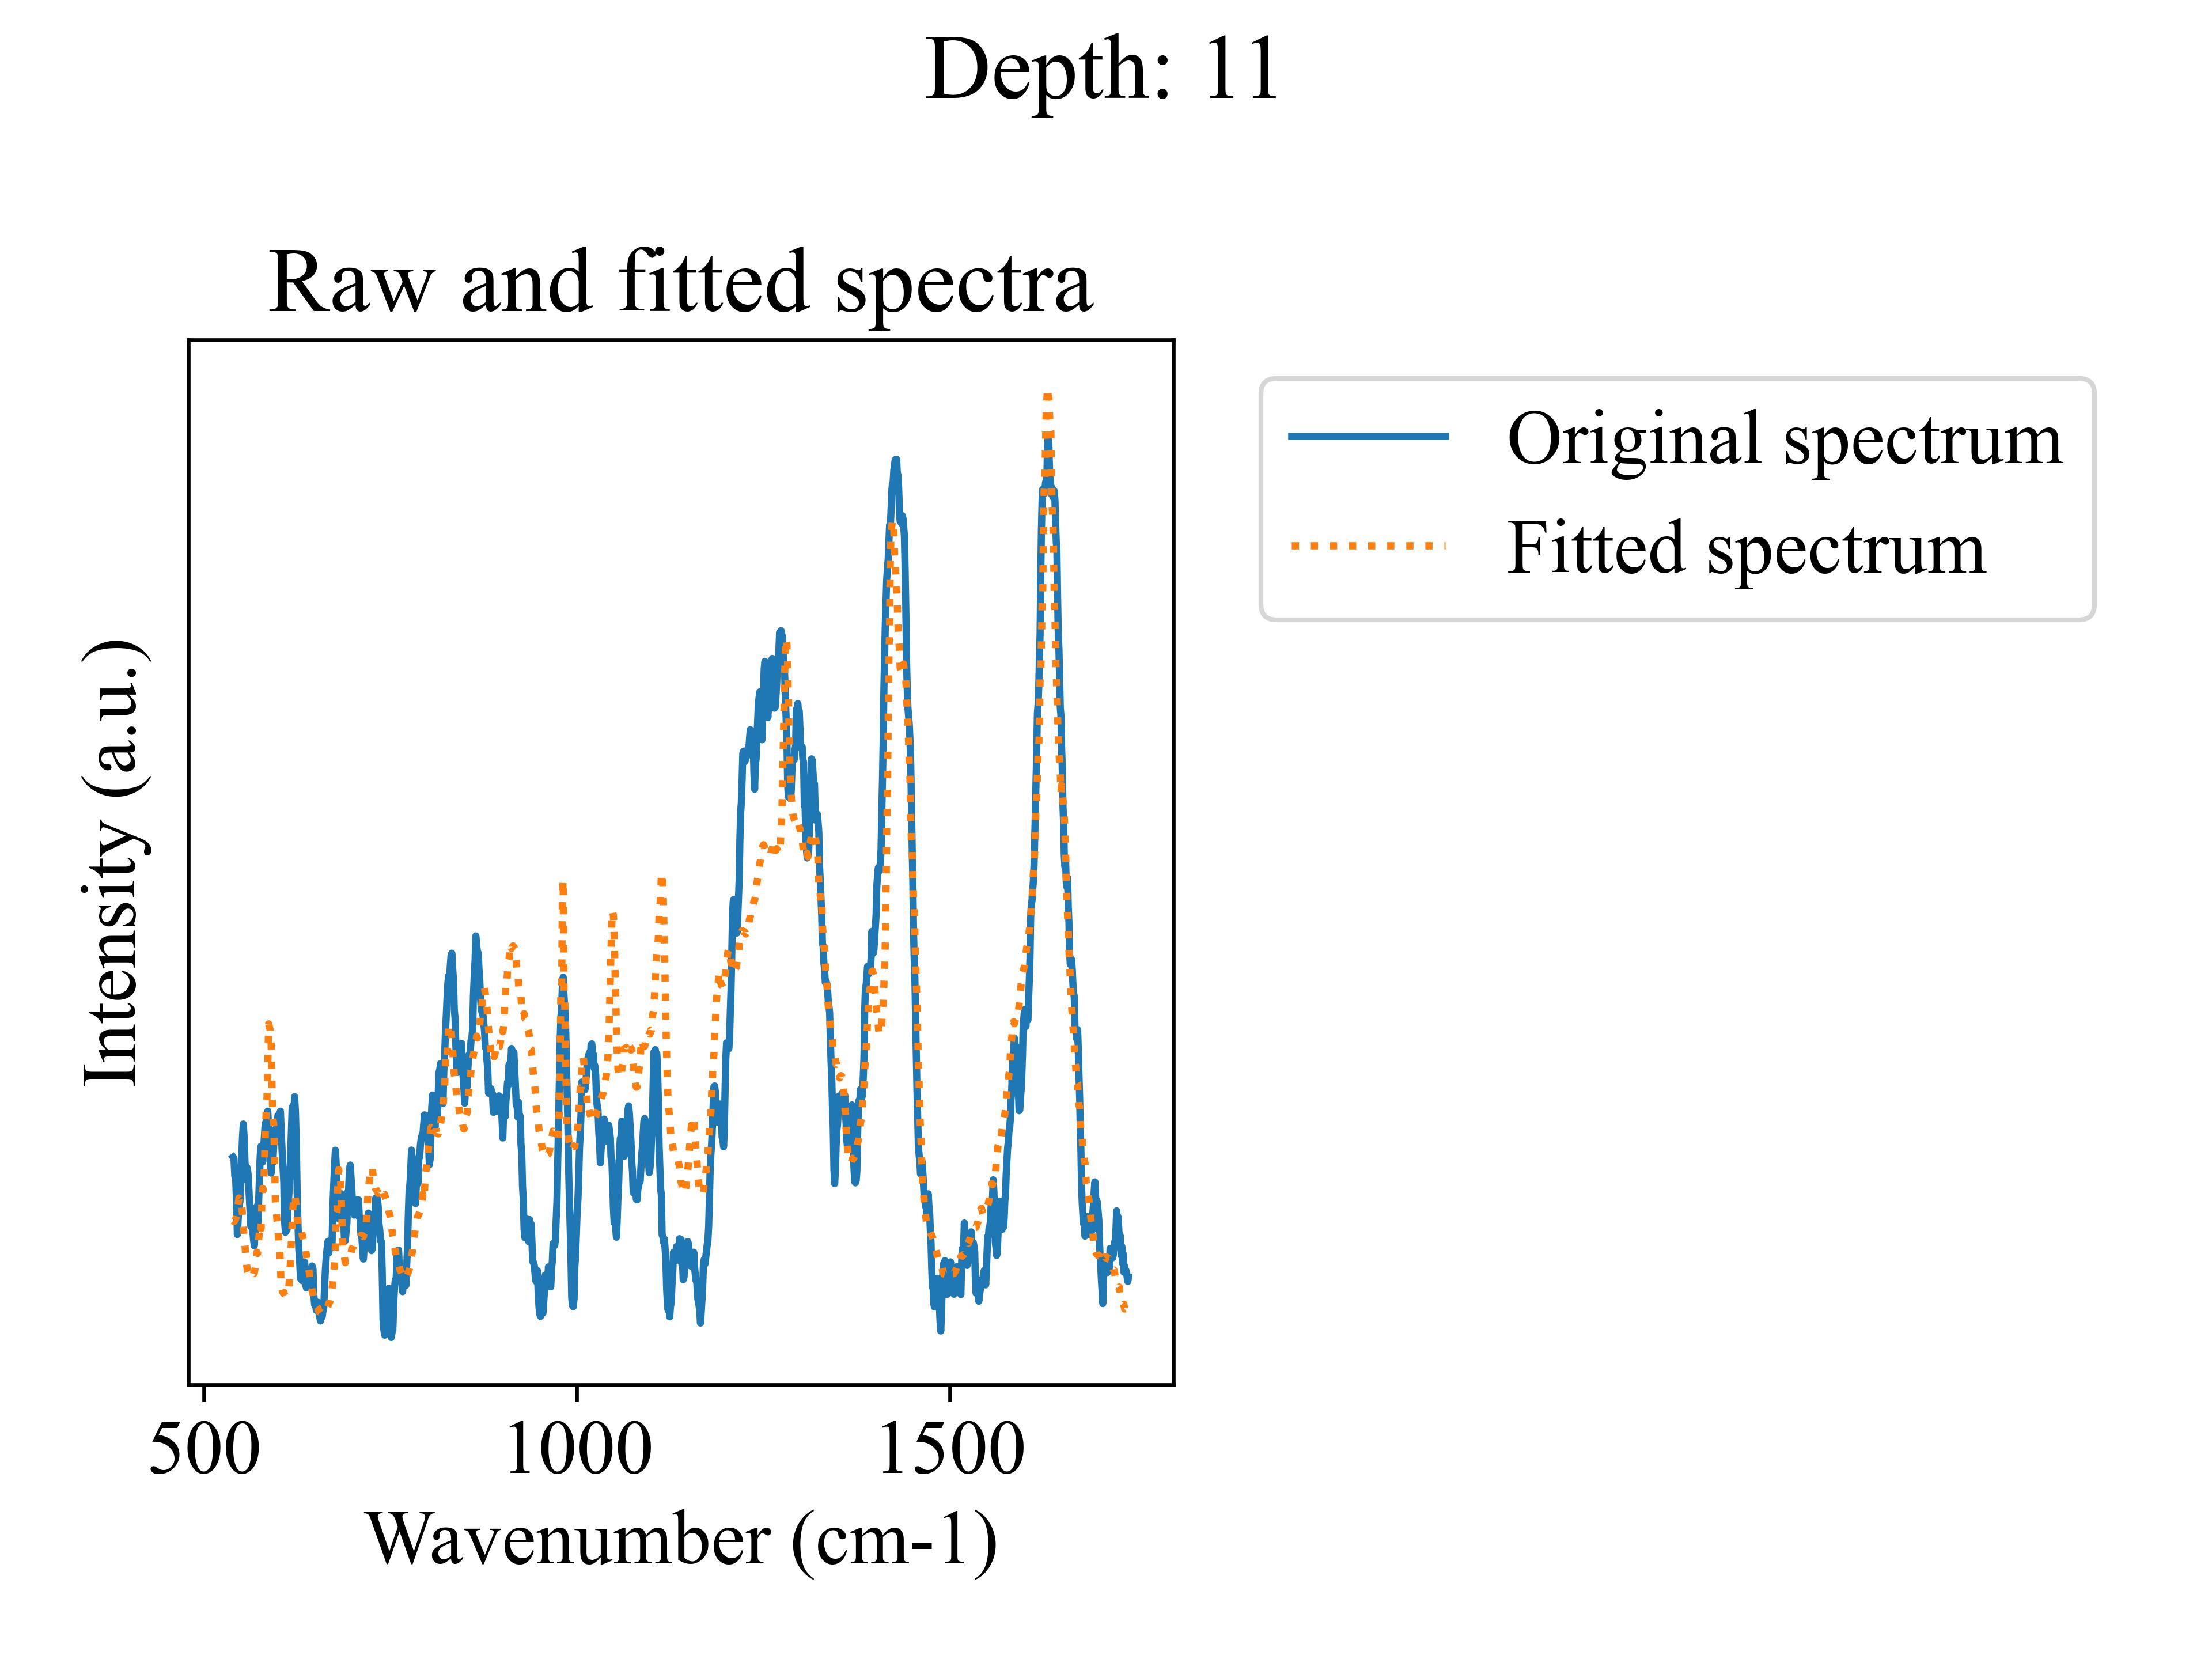 Depth: 11
Raw and fitted spectra
Original spectrum
Fitted spectrum
Intensity (a.u.)
500 1000 1500
Wavenumber (cm-1)